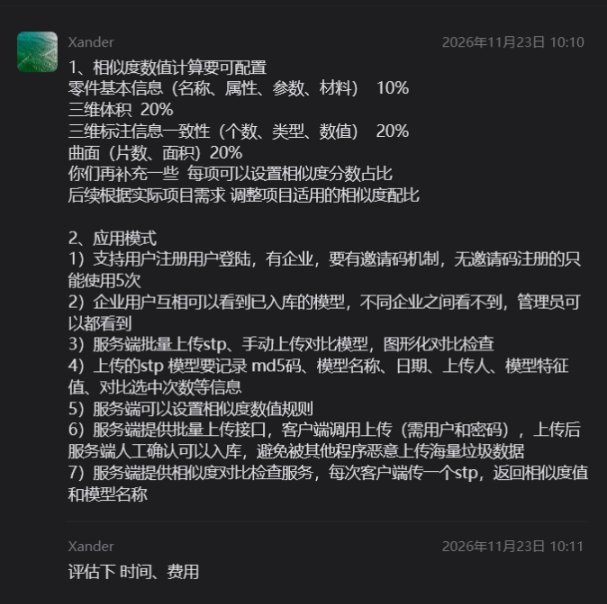 Xander
2026年11月23日 10:10
1、相似度数值计算要可配置
零件基本信息（名称、属性、参数、材料） 10%
三维体积 20%
三维标注信息一致性（个数、类型、数值） 20%
曲面（片数、面积）20%
你们再补充一些 每项可以设置相似度分数占比
后续根据实际项目需求 调整项目适用的相似度配比
2、应用模式
1）支持用户注册用户登陆，有企业，要有邀请码机制，无邀请码注册的只
能使用5次
2）企业用户互相可以看到已入库的模型，不同企业之间看不到，管理员可
以都看到
3）服务端批量上传stp、手动上传对比模型，图形化对比检查
4）上传的stp 模型要记录 md5码、模型名称、日期、上传人、模型特征
值、对比选中次数等信息
5）服务端可以设置相似度数值规则
6）服务端提供批量上传接口，客户端调用上传（需用户和密码），上传后
服务端人工确认可以入库，避免被其他程序恶意上传海量垃圾数据
7）服务端提供相似度对比检查服务，每次客户端传一个stp，返回相似度值
和模型名称
Xander
2026年11月23日 10:11
评估下 时间、费用